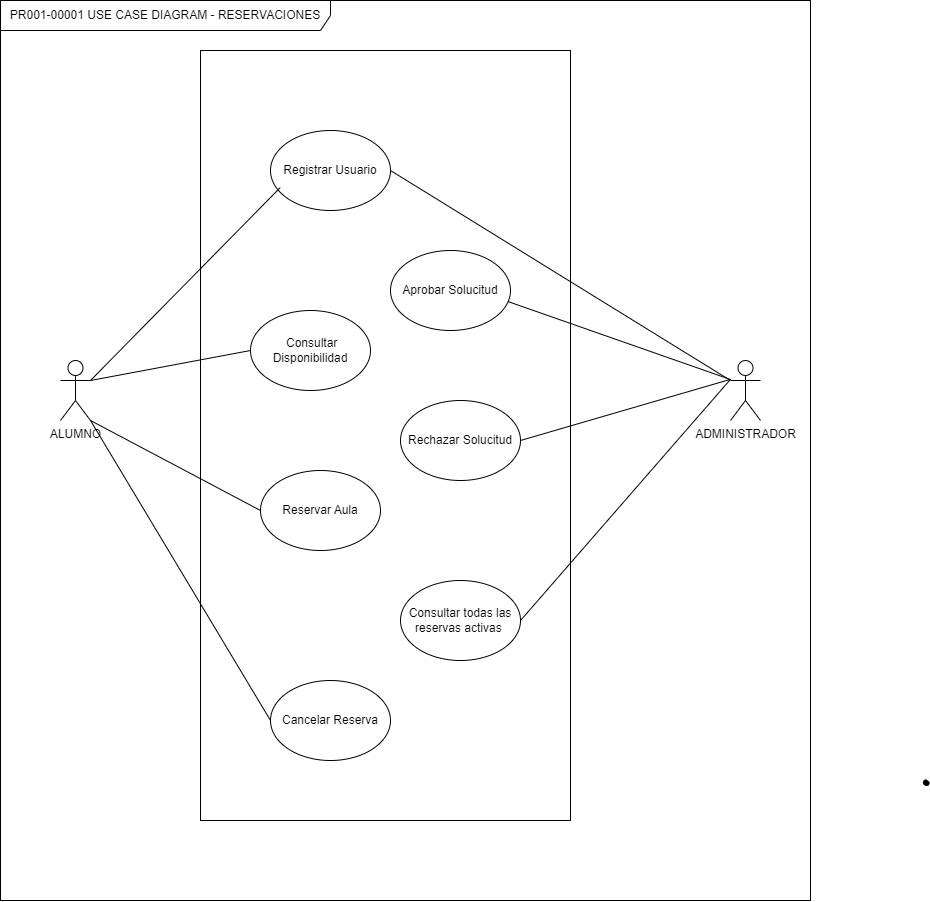 PR001-00001 USE CASE DIAGRAM - RESERVACIONES
Registrar Usuario
Aprobar Solucitud
Consultar
Disponibilidad
ALUMNO
ADMINISTRADOR
Rechazar Solucitud
Reservar Aula
Consultar todas las
reservas activas
Cancelar Reserva